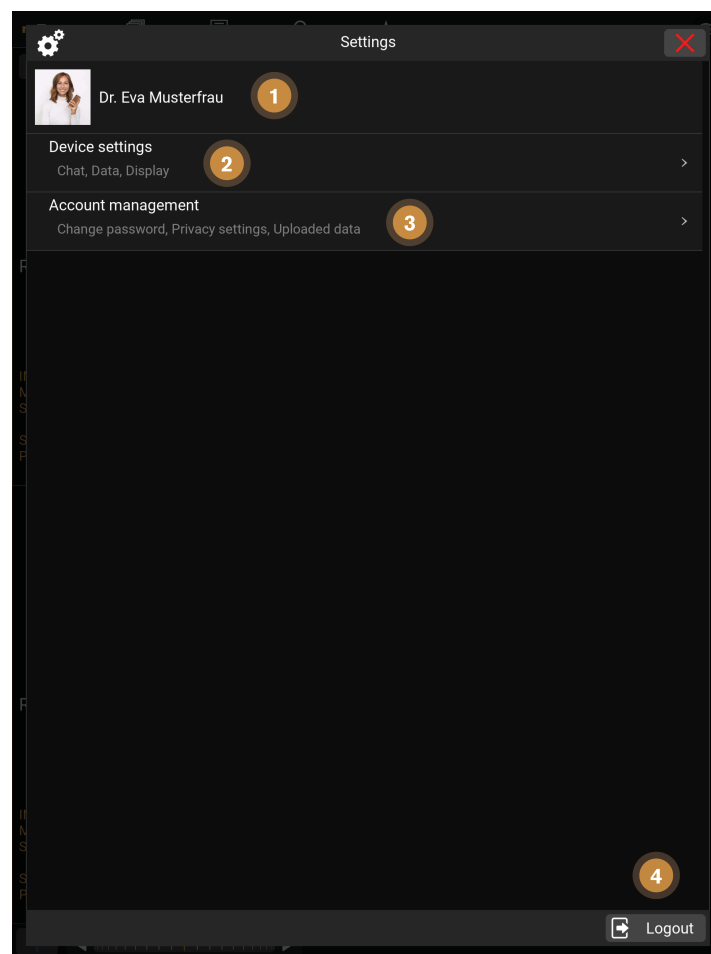 Settings
Dr. Eva Musterfrau
1
Device settings
Chat, Data, Display
2
Account management
Change password, Privacy settings, Uploaded data
3
4
Logout